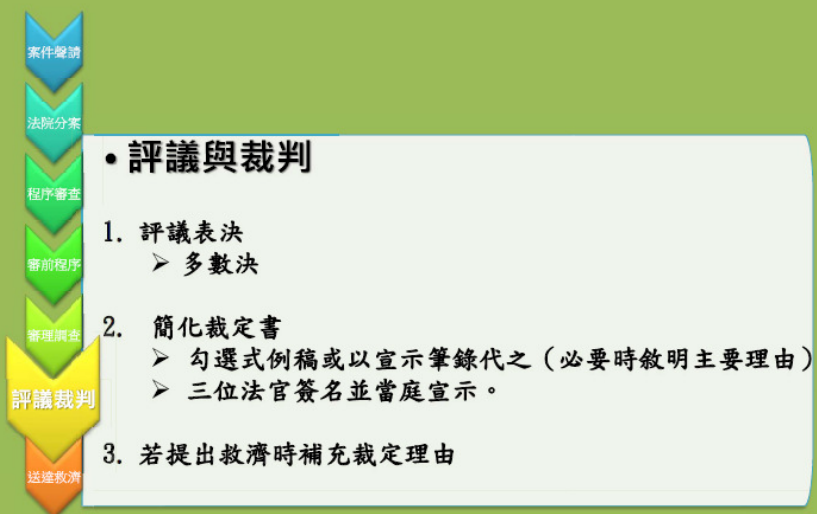 案件聲請
法院分案
程序審查
審前程序
審理調查
評議裁判
送達救濟
• 評議與裁判
1. 評議表決
➢ 多數決
2. 簡化裁定書
➢ 勾選式例稿或以宣示筆錄代之（必要時敘明主要理由）
➢ 三位法官簽名並當庭宣示。
3. 若提出救濟時補充裁定理由